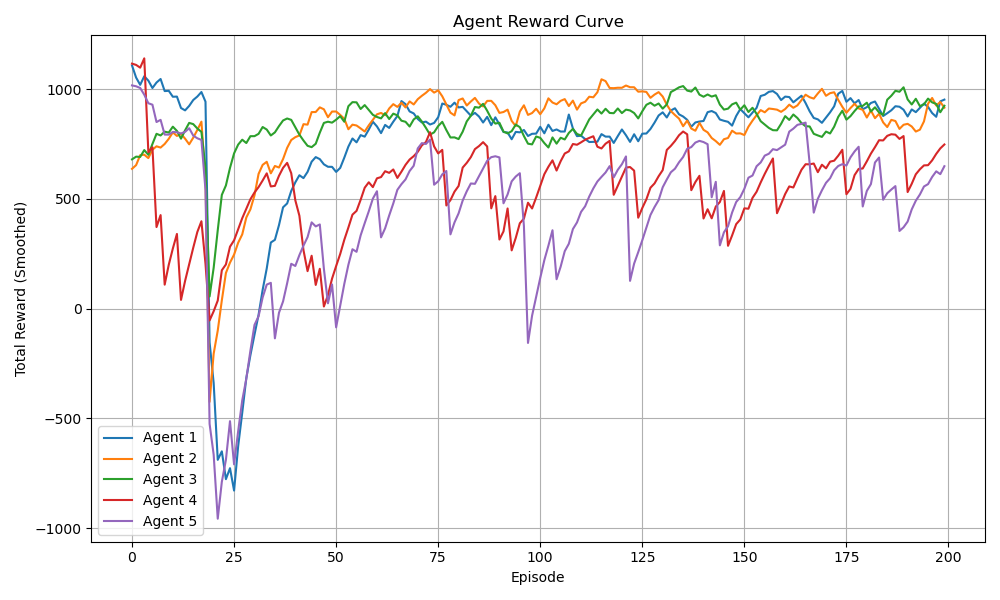 Agent Reward Curve
Total Reward (Smoothed)
1000
500
0
−500
−1000
Agent 1
Agent 2
Agent 3
Agent 4
Agent 5
0 25 50 75 100 125 150 175 200
Episode